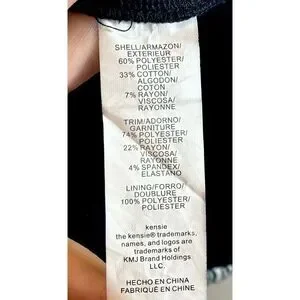 SHELL/ARMAZON/
EXTERIEUR
60% POLYESTER/
POLIESTER
33% COTTON/
ALGODON/
COTON
7% RAYON/
VISCOSA/
RAYONNE
TRIM/ADORNO/
GARNITURE
74% POLYESTER/
POLIESTER
22% RAYON/
VISCOSA/
RAYONNE
4% SPANDEX/
ELASTANO
LINING/FORRO/
DOUBLURE
100% POLYESTER/
POLIESTER
kensie
the kensie® trademarks,
names, and logos are
trademarks of
KMJ Brand Holdings
LLC.
HECHO EN CHINA
FABRIQUÉ EN CHINE